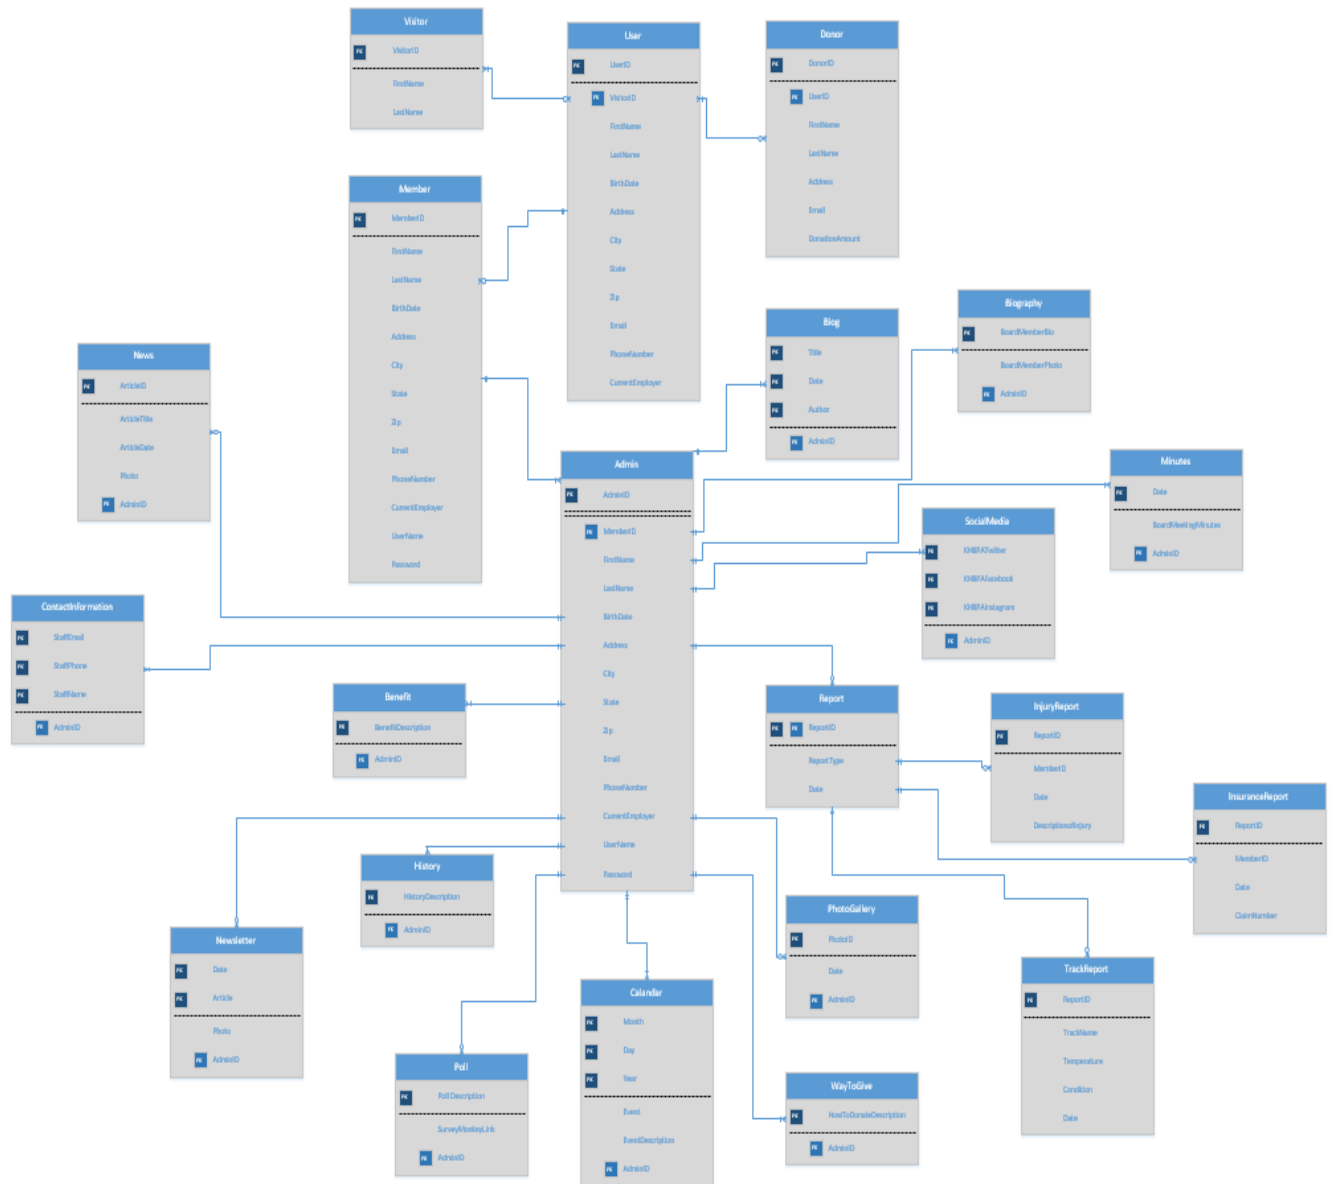 Visitor
PK VisitorID
FirstName
LastName
User
PK UserID
FK VisitorID
FirstName
LastName
BirthDate
Address
City
State
Zip
Email
PhoneNumber
CurrentEmployer
Donor
PK DonorID
FK UserID
FirstName
LastName
Address
Email
DonationAmount
Member
PK MemberID
FirstName
LastName
BirthDate
Address
City
State
Zip
Email
PhoneNumber
CurrentEmployer
UserName
Password
Blog
PK Title
PK Date
PK Author
FK AdminID
Biography
PK BoardMemberBio
BoardMemberPhoto
FK AdminID
News
PK ArticleID
ArticleTitle
ArticleDate
Photo
FK AdminID
Admin
PK AdminID
FK MemberID
FirstName
LastName
BirthDate
Address
City
State
Zip
Email
PhoneNumber
CurrentEmployer
UserName
Password
Minutes
PK Date
BoardMeetingMinutes
FK AdminID
SocialMedia
PK KHBPATwitter
PK KHBPAFacebook
PK KHBPAInstagram
FK AdminID
ContactInformation
PK StaffEmail
PK StaffPhone
PK StaffName
FK AdminID
Benefit
PK BenefitDescription
FK AdminID
Report
PK FK ReportID
ReportType
Date
InjuryReport
PK ReportID
MemberID
Date
DescriptionofInjury
InsuranceReport
PK ReportID
MemberID
Date
ClaimNumber
History
PK HistoryDescription
FK AdminID
PhotoGallery
PK PhotoID
Date
FK AdminID
Newsletter
PK Date
PK Article
Photo
FK AdminID
TrackReport
PK ReportID
TrackName
Temperature
Condition
Date
Calandar
PK Month
PK Day
PK Year
Event
EventDescription
FK AdminID
Poll
PK Poll Description
SurveyMonkeyLink
FK AdminID
WayToGive
PK HowToDonateDescription
FK AdminID